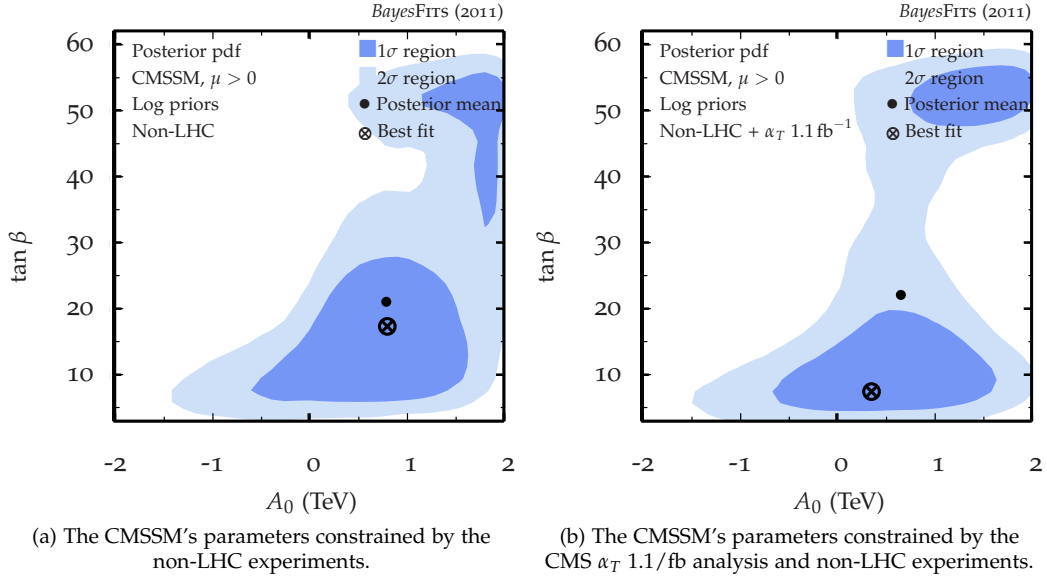 BayesFITS (2011)
Posterior pdf
CMSSM, μ > 0
Log priors
Non-LHC
1σ region
2σ region
Posterior mean
Best fit
60
50
40
30
20
10
tan β
-2 -1 0 1 2
A₀ (TeV)
(a) The CMSSM's parameters constrained by the
non-LHC experiments.
BayesFITS (2011)
Posterior pdf
CMSSM, μ > 0
Log priors
Non-LHC + α_T 1.1 fb⁻¹
1σ region
2σ region
Posterior mean
Best fit
60
50
40
30
20
10
tan β
-2 -1 0 1 2
A₀ (TeV)
(b) The CMSSM's parameters constrained by the
CMS α_T 1.1/fb analysis and non-LHC experiments.